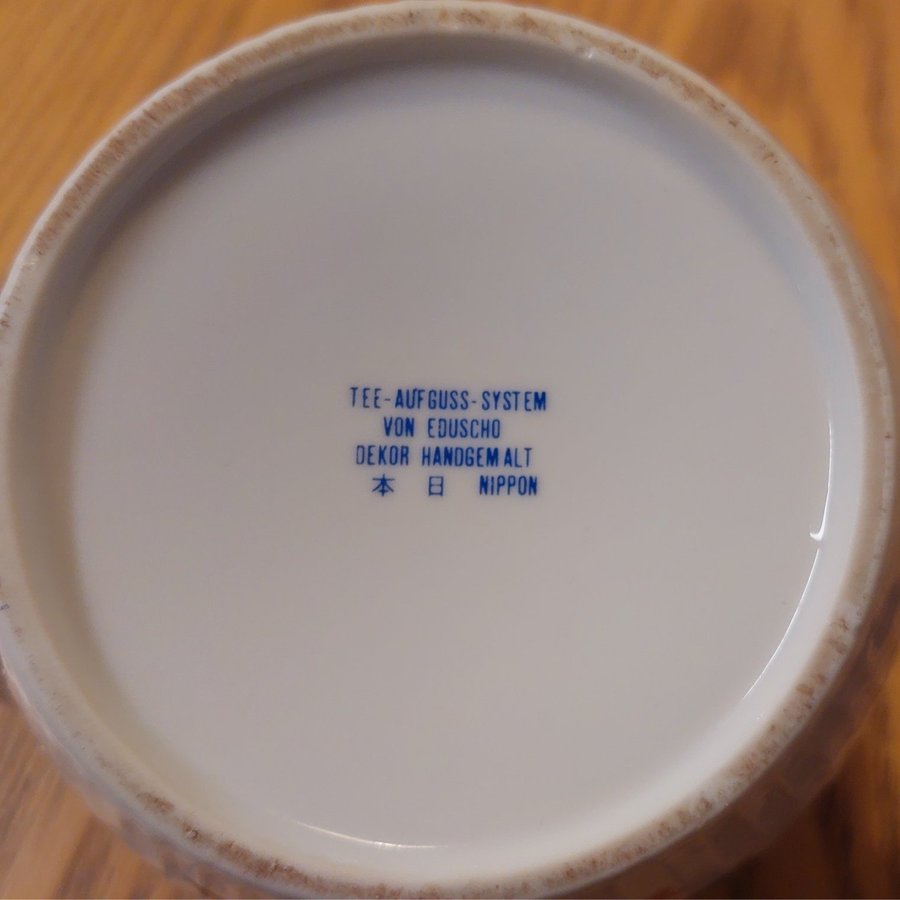 TEE-AUFGUSS-SYSTEM
VON EDUSCHO
DEKOR HANDGEMALT
本 日 NIPPON